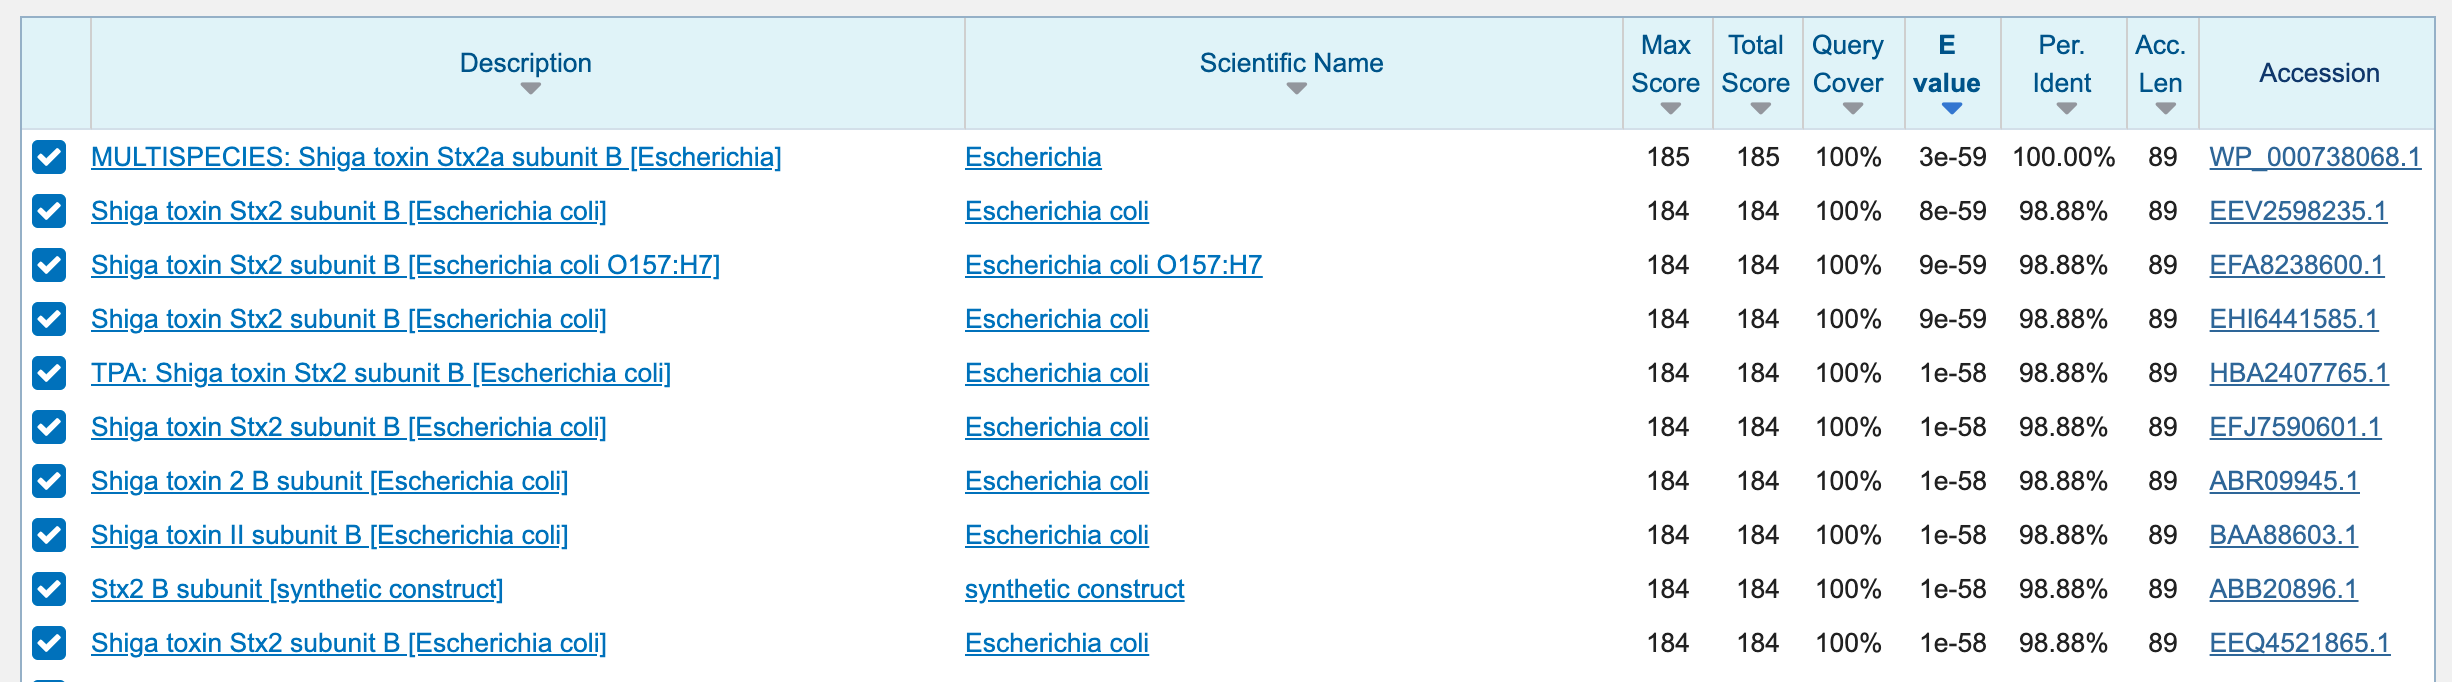 Description Scientific Name Max Score Total Score Query Cover E value Per. Ident Acc. Len Accession
MULTISPECIES: Shiga toxin Stx2a subunit B [Escherichia] Escherichia 185 185 100% 3e-59 100.00% 89 WP_000738068.1
Shiga toxin Stx2 subunit B [Escherichia coli] Escherichia coli 184 184 100% 8e-59 98.88% 89 EEV2598235.1
Shiga toxin Stx2 subunit B [Escherichia coli O157:H7] Escherichia coli O157:H7 184 184 100% 9e-59 98.88% 89 EFA8238600.1
Shiga toxin Stx2 subunit B [Escherichia coli] Escherichia coli 184 184 100% 9e-59 98.88% 89 EHI6441585.1
TPA: Shiga toxin Stx2 subunit B [Escherichia coli] Escherichia coli 184 184 100% 1e-58 98.88% 89 HBA2407765.1
Shiga toxin Stx2 subunit B [Escherichia coli] Escherichia coli 184 184 100% 1e-58 98.88% 89 EFJ7590601.1
Shiga toxin 2 B subunit [Escherichia coli] Escherichia coli 184 184 100% 1e-58 98.88% 89 ABR09945.1
Shiga toxin II subunit B [Escherichia coli] Escherichia coli 184 184 100% 1e-58 98.88% 89 BAA88603.1
Stx2 B subunit [synthetic construct] synthetic construct 184 184 100% 1e-58 98.88% 89 ABB20896.1
Shiga toxin Stx2 subunit B [Escherichia coli] Escherichia coli 184 184 100% 1e-58 98.88% 89 EEQ4521865.1